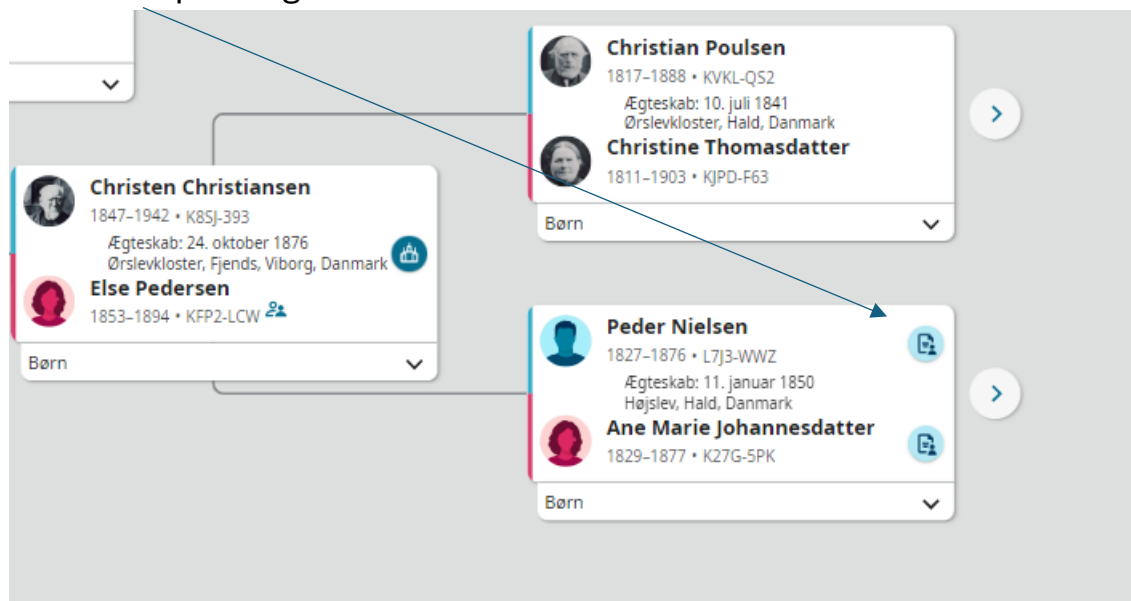 Christian Poulsen
1817–1888 • KVKL-QS2
Ægteskab: 10. juli 1841
Ørslevkloster, Hald, Danmark
Christine Thomasdatter
1811–1903 • KJPD-F63
Børn
Christen Christiansen
1847–1942 • K8SJ-393
Ægteskab: 24. oktober 1876
Ørslevkloster, Fjends, Viborg, Danmark
Else Pedersen
1853–1894 • KFP2-LCW
Børn
Peder Nielsen
1827–1876 • L7J3-WWZ
Ægteskab: 11. januar 1850
Højslev, Hald, Danmark
Ane Marie Johannesdatter
1829–1877 • K27G-5PK
Børn